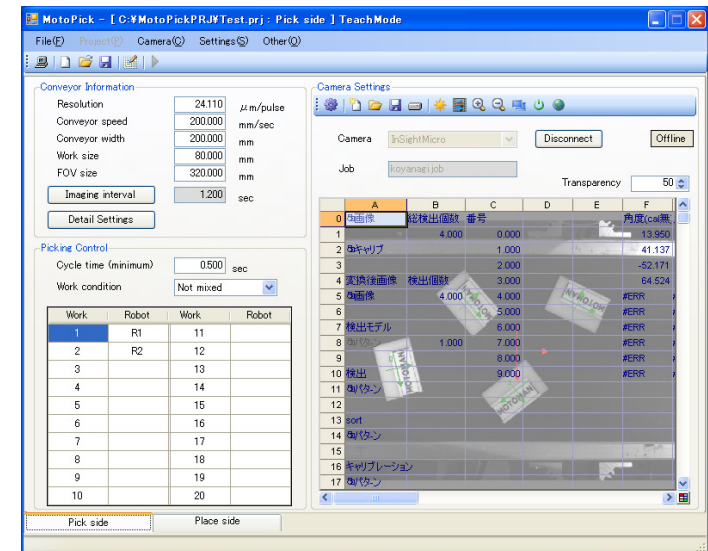 MotoPick - [ C:¥MotoPickPRJ¥Test.prj : Pick side ] TeachMode
File(F) Project(P) Camera(C) Settings(S) Other(O)
Conveyor Information
Resolution 24.110 μm/pulse
Conveyor speed 200.000 mm/sec
Conveyor width 200.000 mm
Work size 80.000 mm
FOV size 320.000 mm
Imaging interval 1.200 sec
Detail Settings
Picking Control
Cycle time (minimum) 0.500 sec
Work condition Not mixed
Work Robot Work Robot
1 R1 11
2 R2 12
3 13
4 14
5 15
6 16
7 17
8 18
9 19
10 20
Camera Settings
Camera InSightMicro Disconnect Offline
Job koyanagi.job
Transparency 50
A B C D E F
0 画像 総検出個数 番号 角度(cal無
1 4.000 0.000 13.950
2 キャリブ 1.000 41.137
3 2.000 -52.171
4 変換後画像 検出個数 3.000 64.524
5 画像 4.000 4.000 #ERR
6 5.000 #ERR
7 検出モデル 6.000 #ERR
8 パターン 1.000 7.000 #ERR
9 8.000 #ERR
10 検出 9.000 #ERR
11 パターン
12
13 sort
14 パターン
15
16 キャリブレーション
17 パターン
MOTOMAN
MOTOMAN
MOTOMAN
MOTOMAN
Pick side Place side